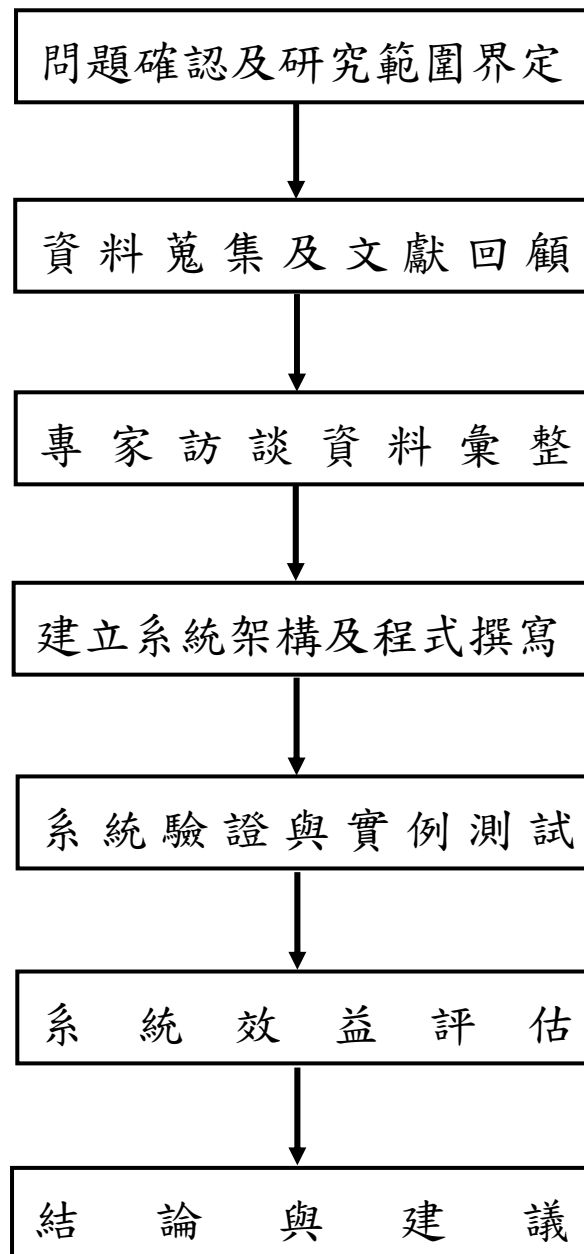 問題確認及研究範圍界定
資料蒐集及文獻回顧
專家訪談資料彙整
建立系統架構及程式撰寫
系統驗證與實例測試
系統效益評估
結論與建議